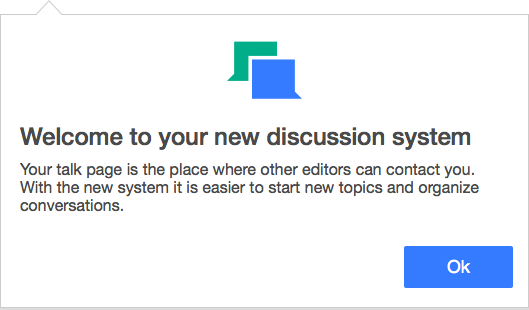 Welcome to your new discussion system
Your talk page is the place where other editors can contact you.
With the new system it is easier to start new topics and organize
conversations.
Ok